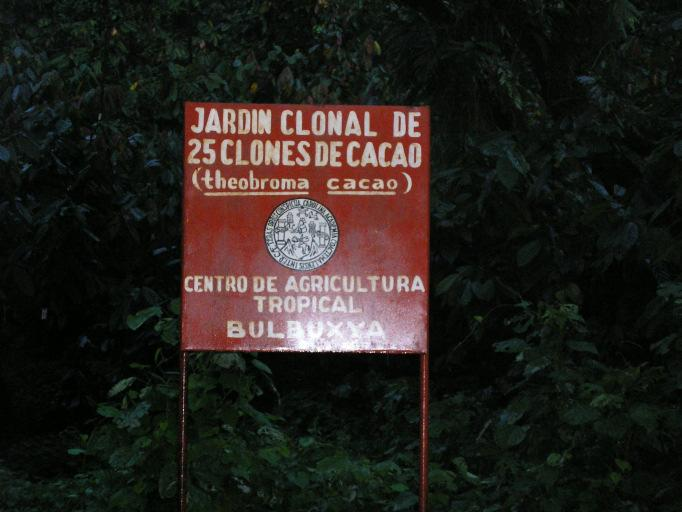 JARDIN CLONAL DE
25 CLONES DE CACAO
(theobroma cacao)
CENTRO DE AGRICULTURA
TROPICAL
BULBUXYA